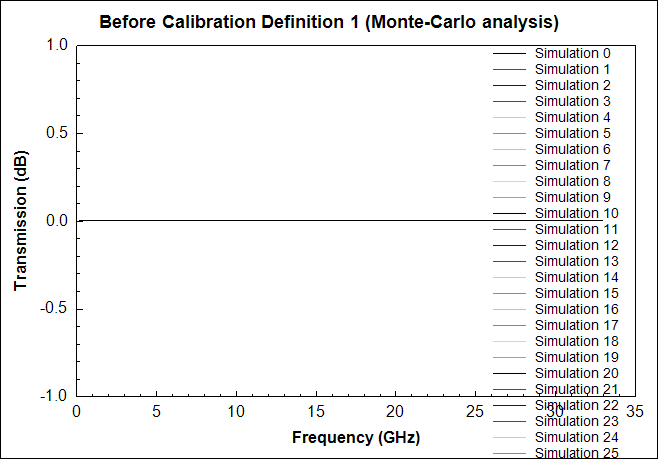 Before Calibration Definition 1 (Monte-Carlo analysis)
Transmission (dB)
1.0
0.5
0.0
-0.5
-1.0
Simulation 0
Simulation 1
Simulation 2
Simulation 3
Simulation 4
Simulation 5
Simulation 6
Simulation 7
Simulation 8
Simulation 9
Simulation 10
Simulation 11
Simulation 12
Simulation 13
Simulation 14
Simulation 15
Simulation 16
Simulation 17
Simulation 18
Simulation 19
Simulation 20
Simulation 21
Simulation 22
Simulation 23
Simulation 24
Simulation 25
0 5 10 15 20 25 30 35
Frequency (GHz)